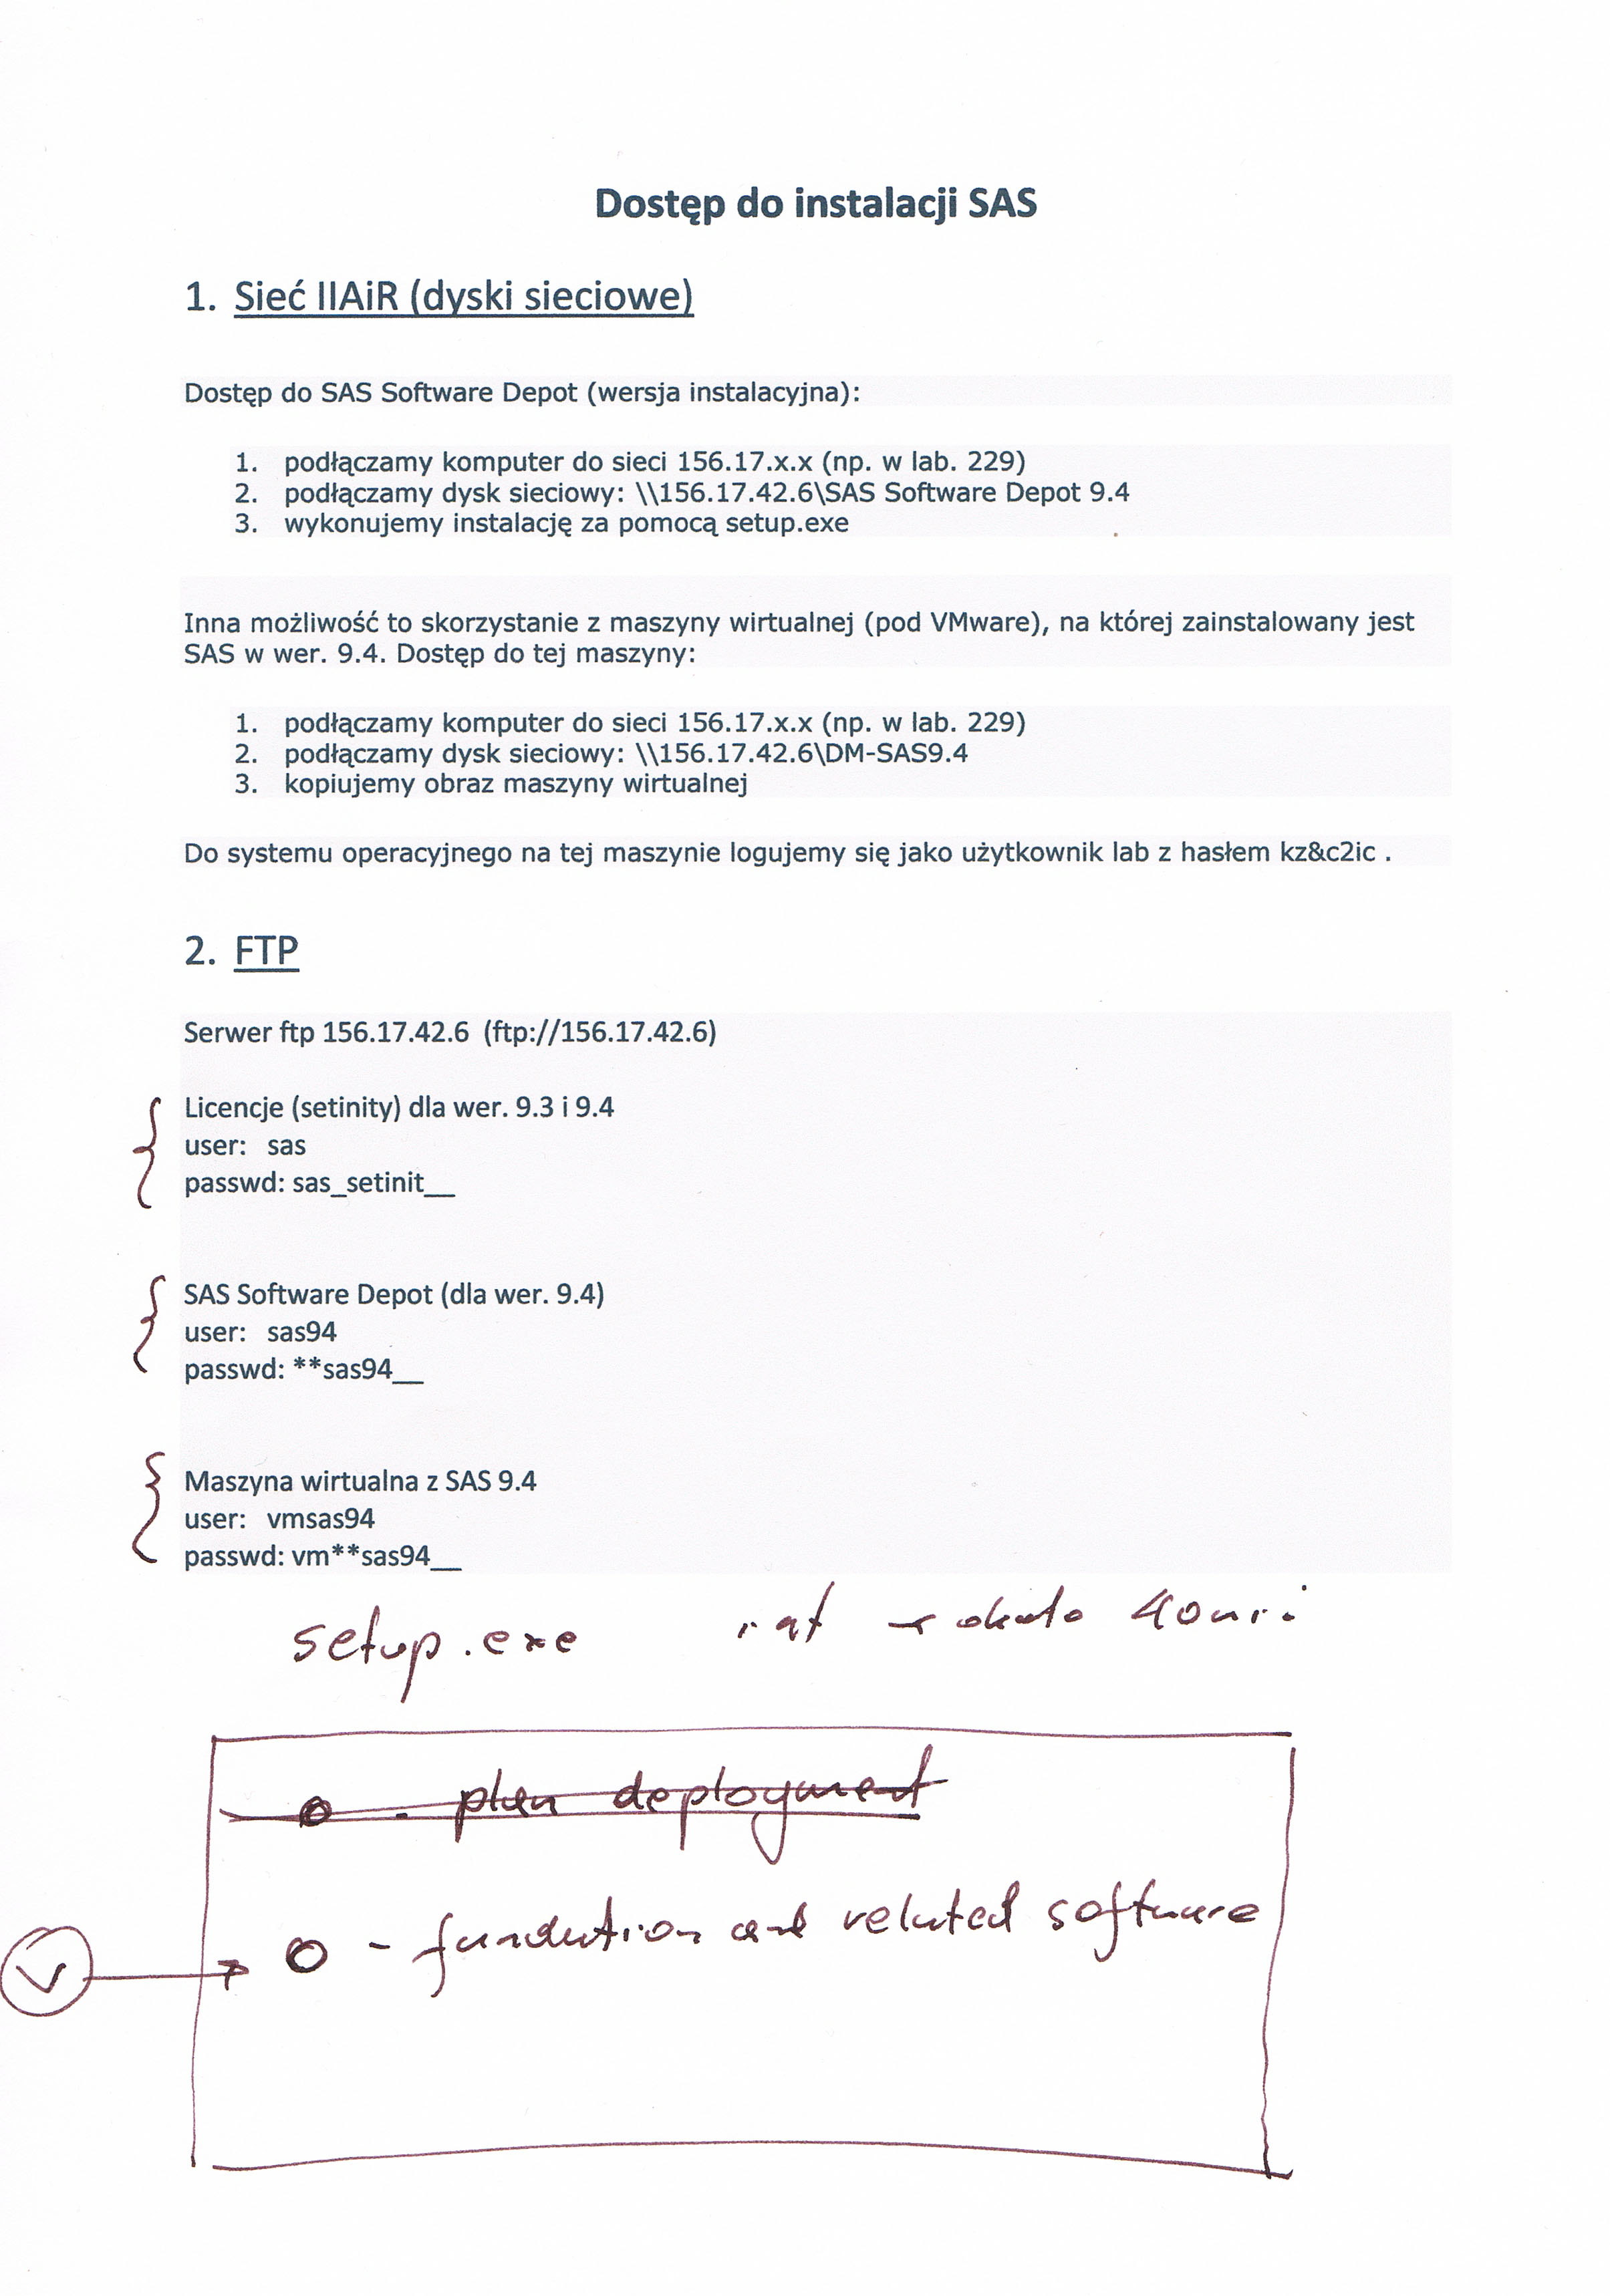 Dostęp do instalacji SAS
1. Sieć IIAiR (dyski sieciowe)
Dostęp do SAS Software Depot (wersja instalacyjna):
1. podłączamy komputer do sieci 156.17.x.x (np. w lab. 229)
2. podłączamy dysk sieciowy: \\156.17.42.6\SAS Software Depot 9.4
3. wykonujemy instalację za pomocą setup.exe
Inna możliwość to skorzystanie z maszyny wirtualnej (pod VMware), na której zainstalowany jest
SAS w wer. 9.4. Dostęp do tej maszyny:
1. podłączamy komputer do sieci 156.17.x.x (np. w lab. 229)
2. podłączamy dysk sieciowy: \\156.17.42.6\DM-SAS9.4
3. kopiujemy obraz maszyny wirtualnej
Do systemu operacyjnego na tej maszynie logujemy się jako użytkownik lab z hasłem kz&c2ic .
2. FTP
Serwer ftp 156.17.42.6 (ftp://156.17.42.6)
Licencje (setinity) dla wer. 9.3 i 9.4
user: sas
passwd: sas_setinit__
SAS Software Depot (dla wer. 9.4)
user: sas94
passwd: **sas94__
Maszyna wirtualna z SAS 9.4
user: vmsas94
passwd: vm**sas94__
setup.exe około
- plan deployment
- fundution and related software